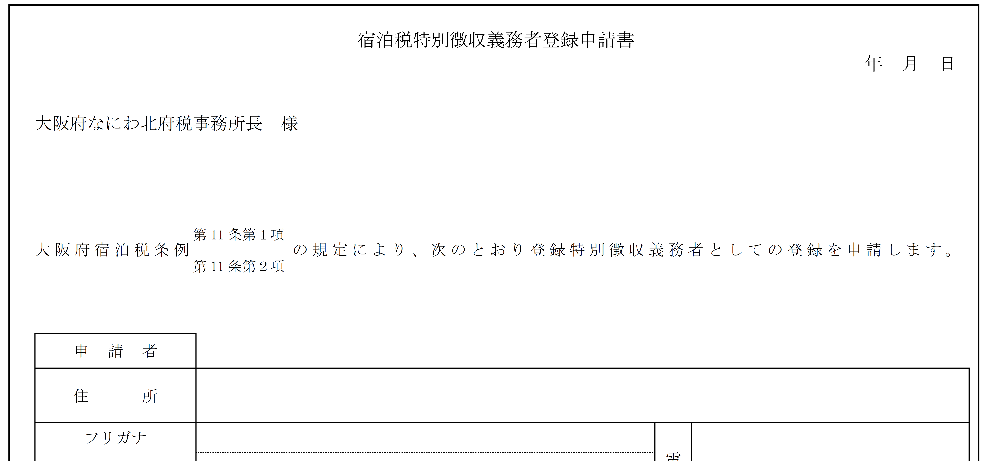 宿泊税特別徴収義務者登録申請書
年　月　日
大阪府なにわ北府税事務所長　様
第 11 条第１項
大阪府宿泊税条例　の規定により、次のとおり登録特別徴収義務者としての登録を申請します。
第 11 条第２項
申　請　者
住　　　所
フリガナ